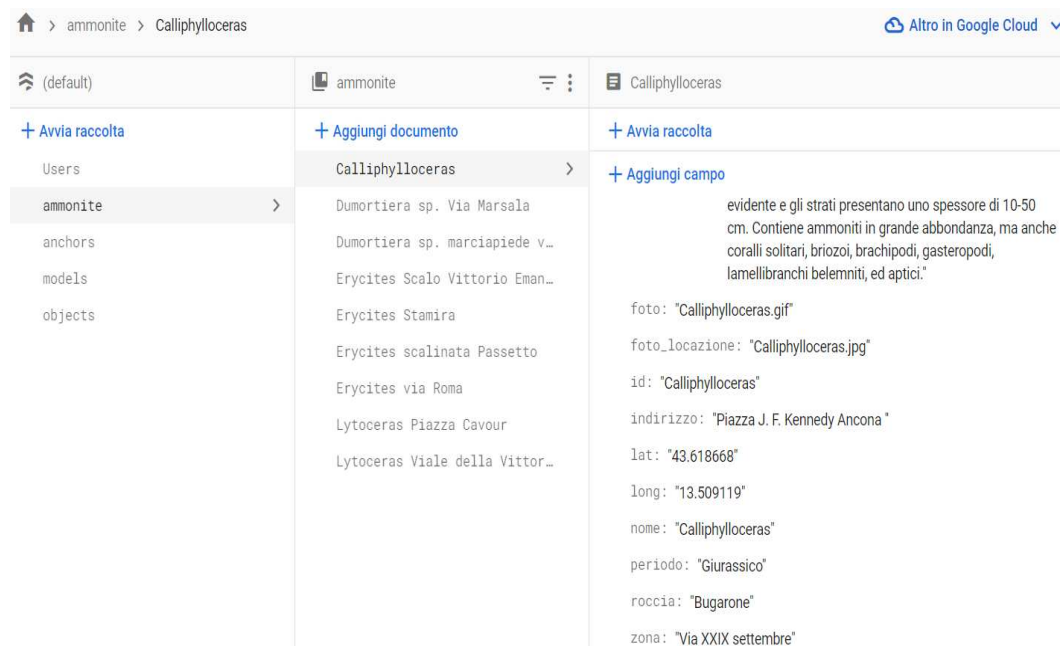 ammonite > Calliphylloceras
Altro in Google Cloud
(default)
+ Avvia raccolta
Users
ammonite
anchors
models
objects
ammonite
+ Aggiungi documento
Calliphylloceras
Dumortiera sp. Via Marsala
Dumortiera sp. marciapiede v…
Erycites Scalo Vittorio Eman…
Erycites Stamira
Erycites scalinata Passetto
Erycites via Roma
Lytoceras Piazza Cavour
Lytoceras Viale della Vittor…
Calliphylloceras
+ Avvia raccolta
+ Aggiungi campo
evidente e gli strati presentano uno spessore di 10-50
cm. Contiene ammoniti in grande abbondanza, ma anche
coralli solitari, briozoi, brachipodi, gasteropodi,
lamellibranchi belemniti, ed aptici."
foto: "Calliphylloceras.gif"
foto_locazione: "Calliphylloceras.jpg"
id: "Calliphylloceras"
indirizzo: "Piazza J. F. Kennedy Ancona "
lat: "43.618668"
long: "13.509119"
nome: "Calliphylloceras"
periodo: "Giurassico"
roccia: "Bugarone"
zona: "Via XXIX settembre"